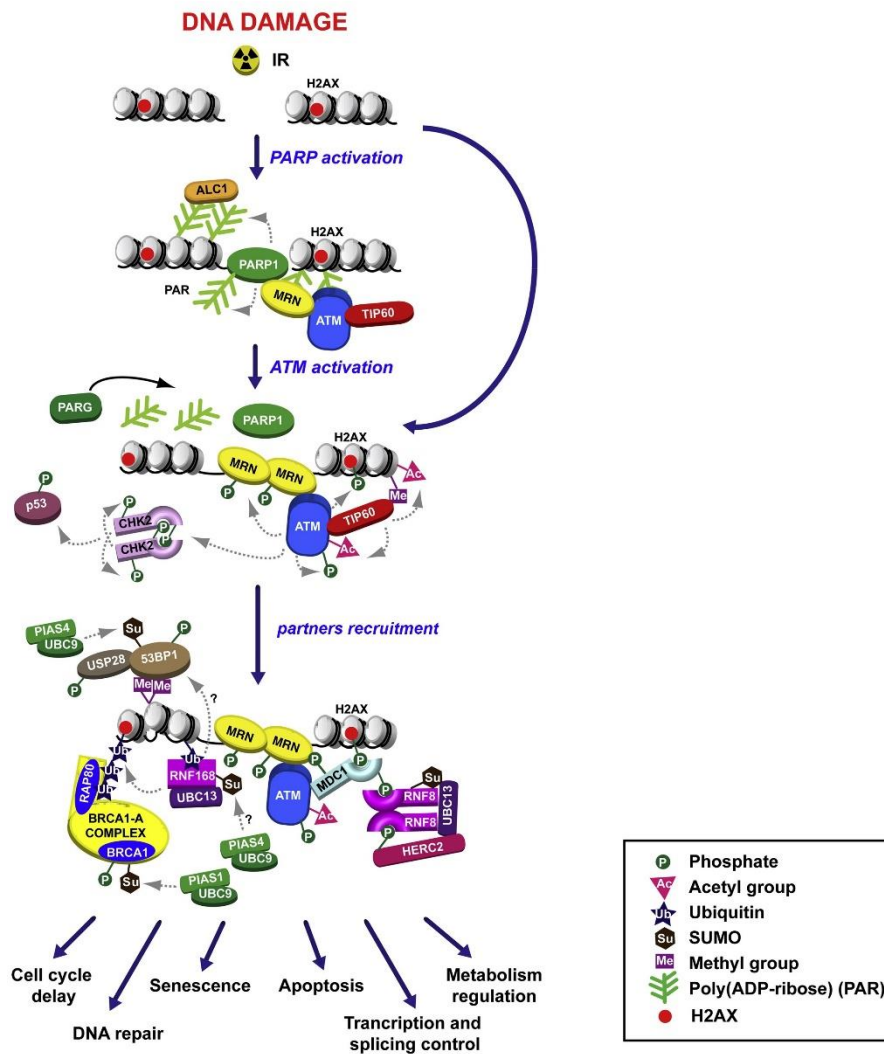 DNA DAMAGE
IR
H2AX
PARP activation
ALC1
H2AX
PARP1
PAR
MRN
ATM
TIP60
ATM activation
PARG
PARP1
H2AX
MRN
MRN
Ac
P
P
P
Me
P
p53
P
TIP60
CHK2
ATM
P
P
CHK2
Ac
P
P
partners recruitment
PIAS4
UBC9
Su
P
USP28
53BP1
P
Me
Me
?
H2AX
MRN
MRN
Ub
Ub
P
P
P
Ub
RNF168
MDC1
Su
RAP80
Ub
UBC13
Su
P
RNF8
ATM
UBC13
BRCA1-A
COMPLEX
?
Ac
RNF8
P
P
BRCA1
PIAS4
UBC9
HERC2
P
Su
PIAS1
UBC9
Cell cycle
delay
DNA repair
Senescence
Apoptosis
Trancription and
splicing control
Metabolism
regulation
P Phosphate
Ac Acetyl group
Ub Ubiquitin
Su SUMO
Me Methyl group
Poly(ADP-ribose) (PAR)
H2AX